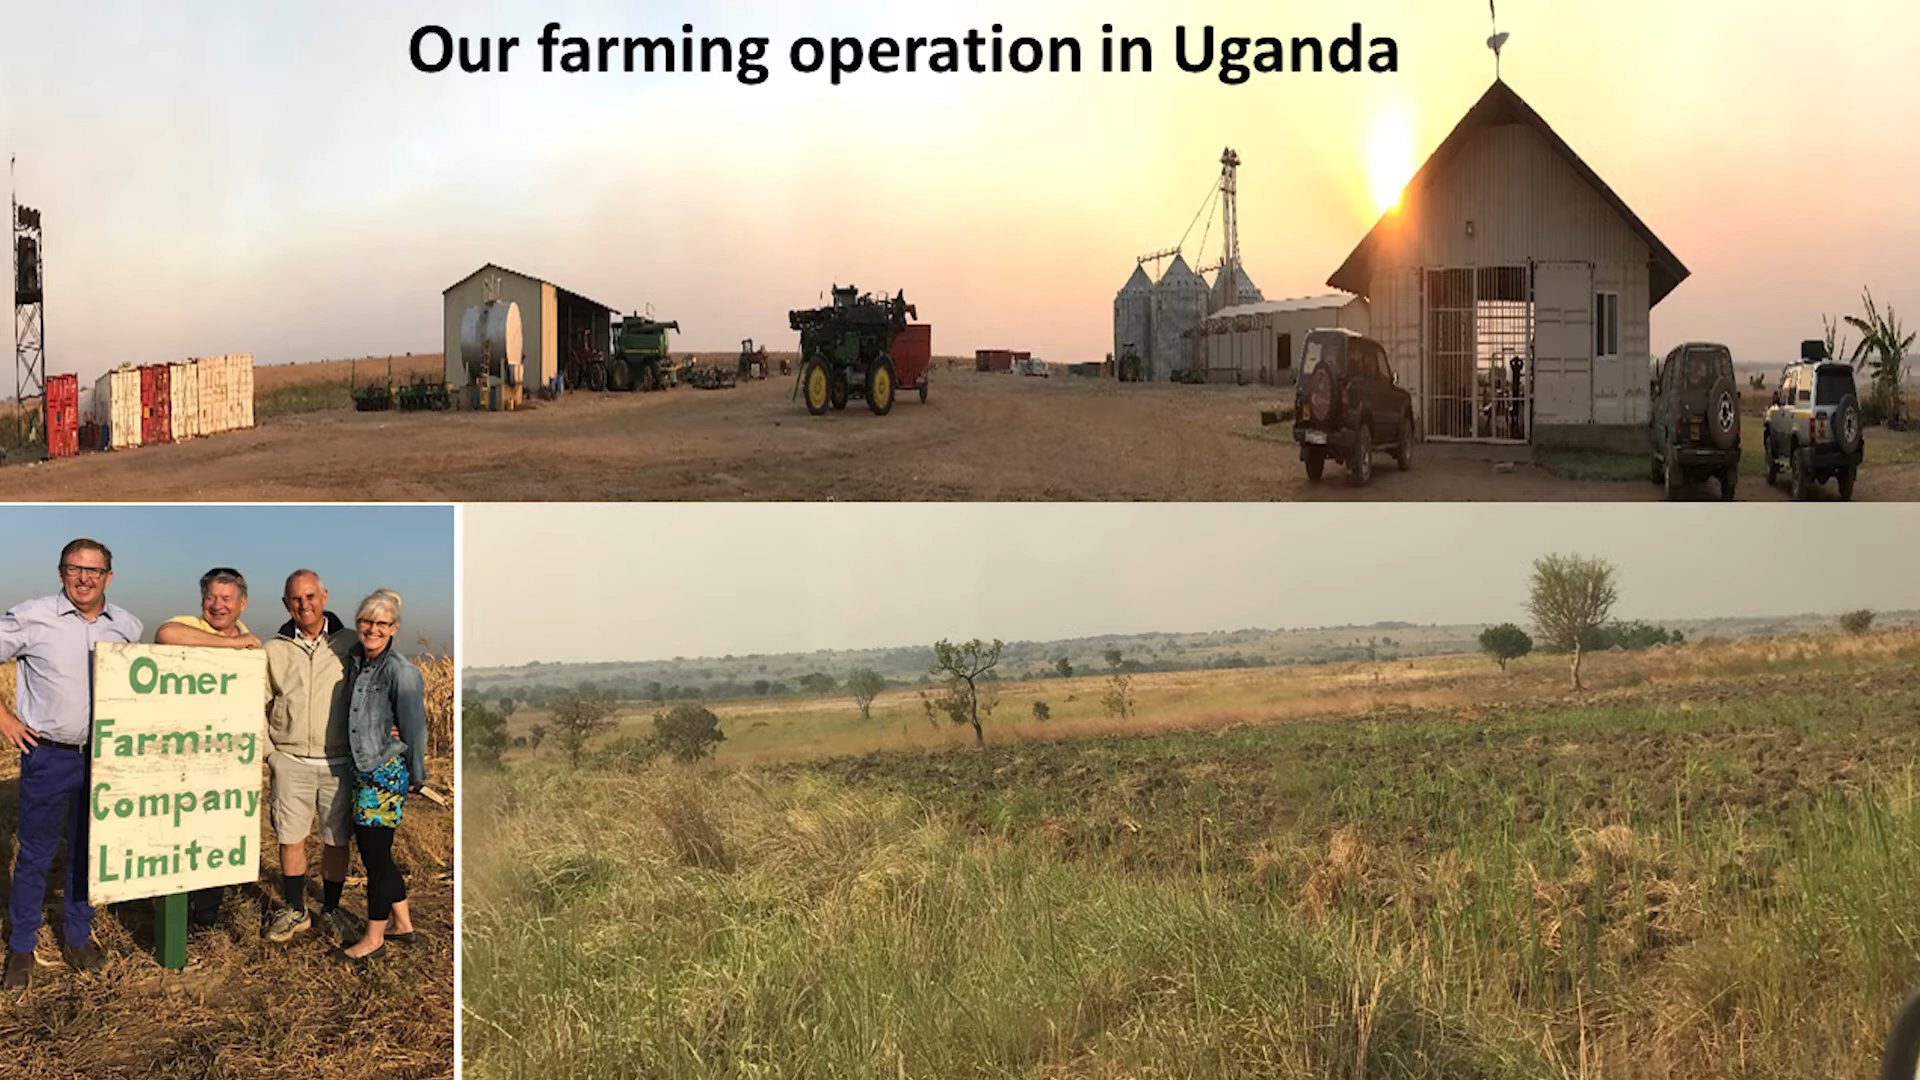 Our farming operation in Uganda
Omer
Farming
Company
Limited